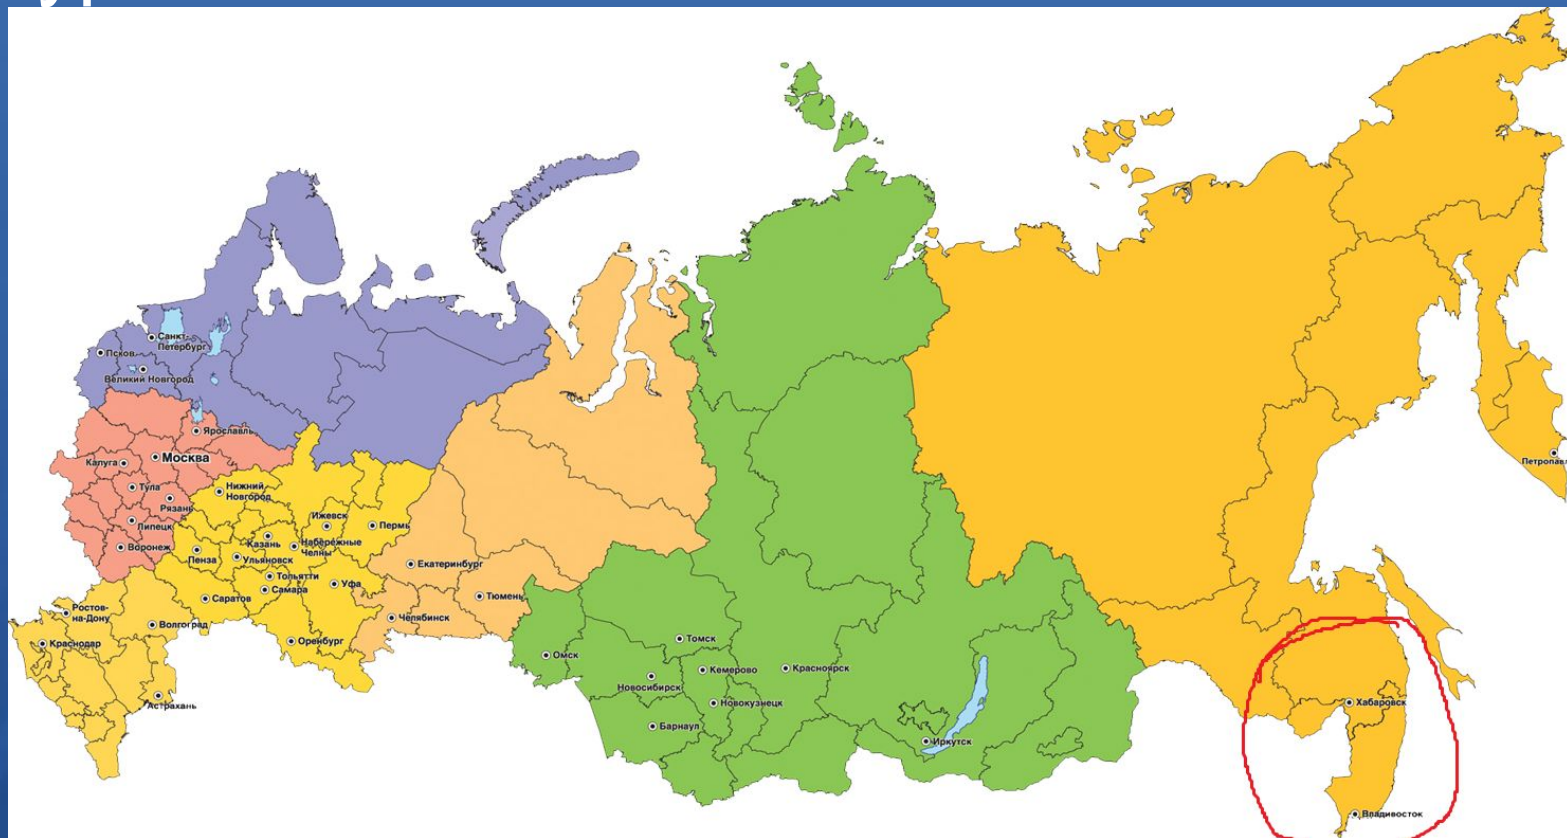 Санкт-
Петербург
Псков
Великий Новгород
Ярославль
Москва
Калуга
Тула
Рязань
Липецк
Воронеж
Нижний
Новгород
Ижевск
Пермь
Казань
Набережные
Челны
Пенза
Ульяновск
Тольятти
Самара
Уфа
Саратов
Оренбург
Ростов-
на-Дону
Волгоград
Краснодар
Астрахань
Екатеринбург
Тюмень
Челябинск
Омск
Томск
Новосибирск
Кемерово
Красноярск
Новокузнецк
Барнаул
Иркутск
Петропавл
Хабаровск
Владивосток